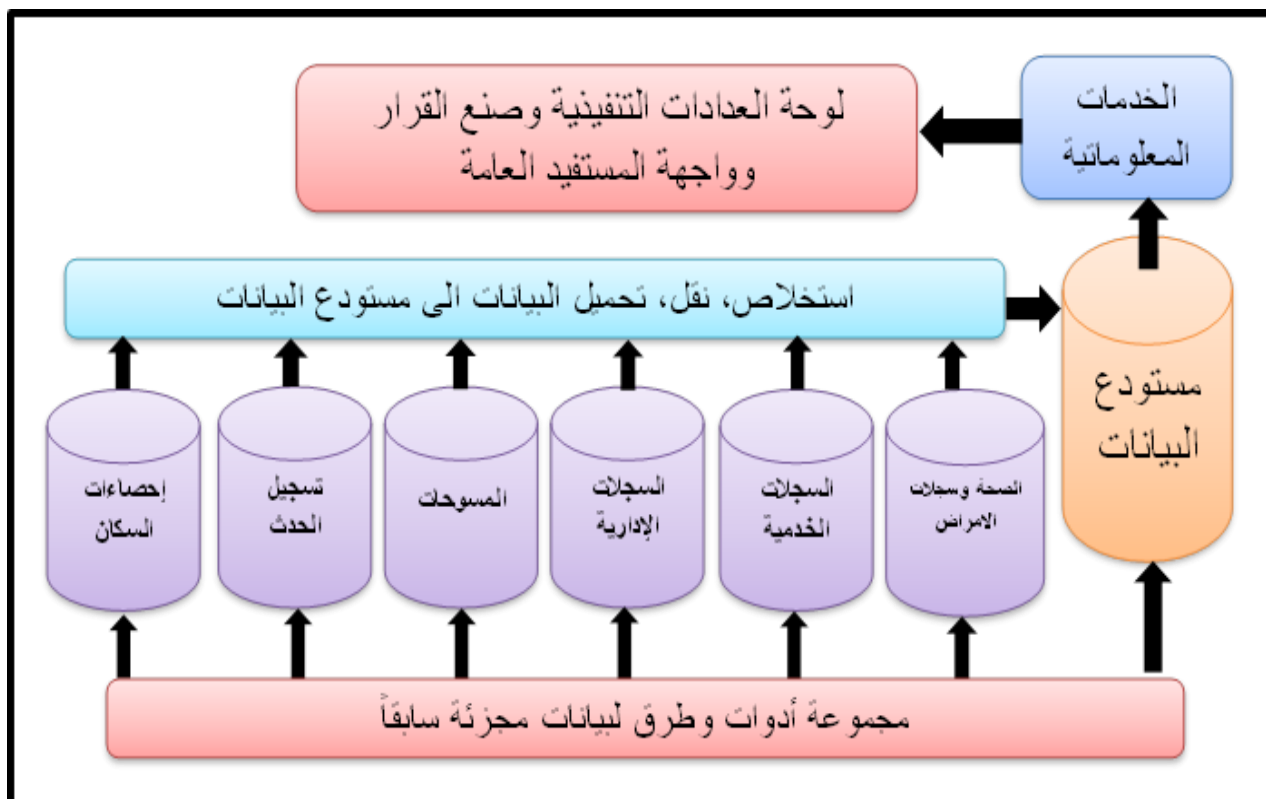 الخدمات
المعلوماتية
لوحة العدادات التنفيذية وصنع القرار
وواجهة المستفيد العامة
استخلاص، نقل، تحميل البيانات الى مستودع البيانات
مستودع
البيانات
الصحة وسجلات
الامراض
السجلات
الخدمية
السجلات
الإدارية
المسوحات
تسجيل
الحدث
إحصاءات
السكان
مجموعة أدوات وطرق لبيانات مجزئة سابقاً